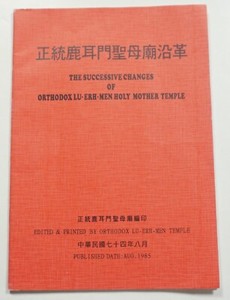 正統鹿耳門聖母廟沿革
THE SUCCESSIVE CHANGES
OF
ORTHODOX LU-ERH-MEN HOLY MOTHER TEMPLE
正統鹿耳門聖母廟編印
EDITED & PRINTED BY ORTHODOX LU-ERH-MEN TEMPLE
中華民國七十四年八月
PUBLISHED DATE: AUG. 1985